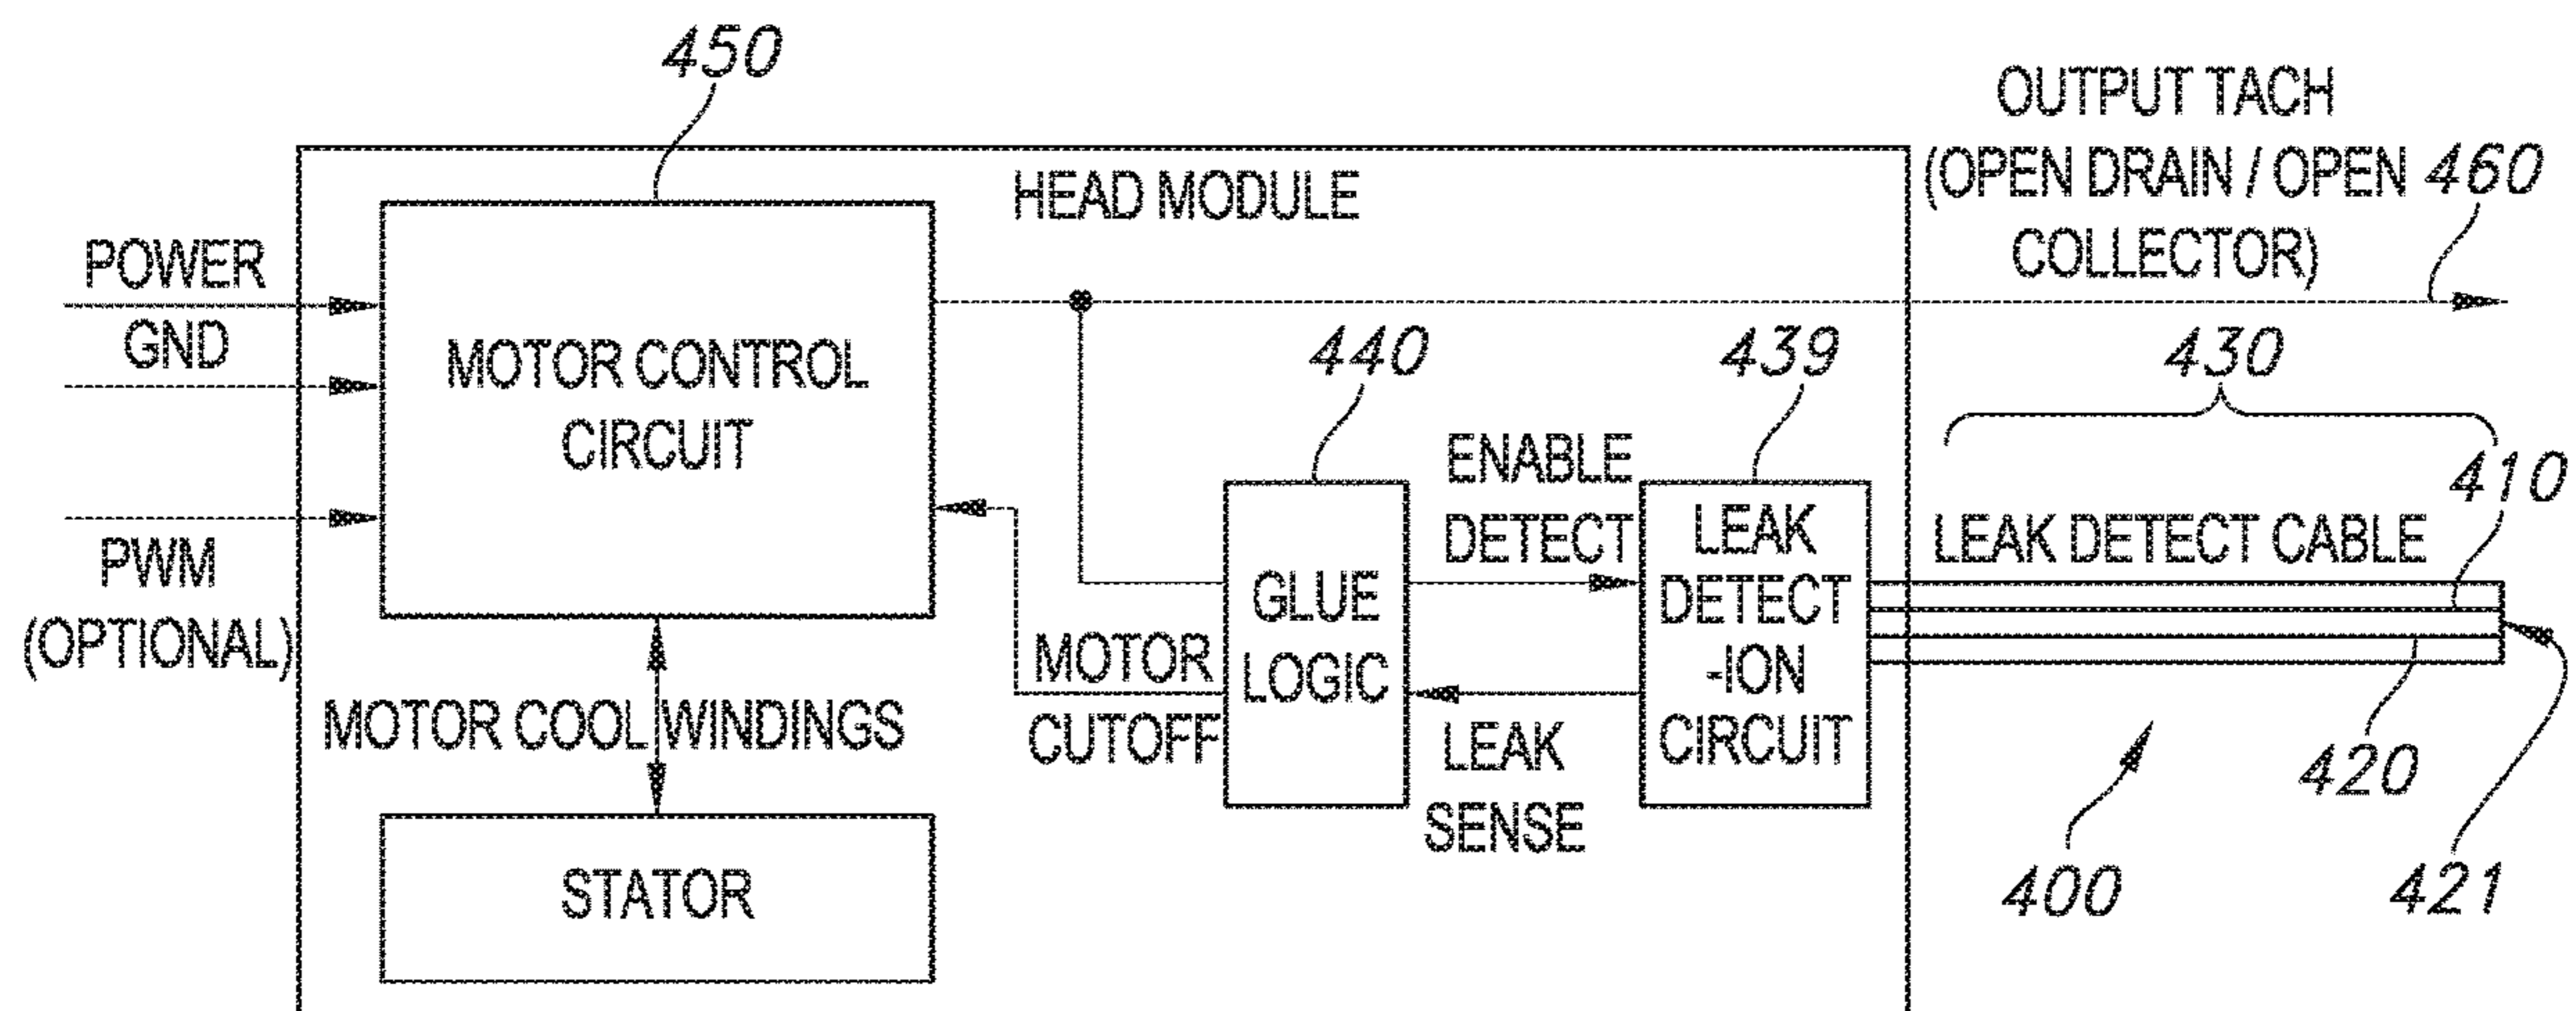 450
OUTPUT TACH
(OPEN DRAIN / OPEN
COLLECTOR)
460
HEAD MODULE
POWER
GND
PWM
(OPTIONAL)
MOTOR CONTROL
CIRCUIT
440
439
430
410
ENABLE
DETECT
LEAK
DETECT
-ION
CIRCUIT
LEAK DETECT CABLE
GLUE
LOGIC
MOTOR
CUTOFF
LEAK
SENSE
MOTOR COOL WINDINGS
STATOR
420
400
421